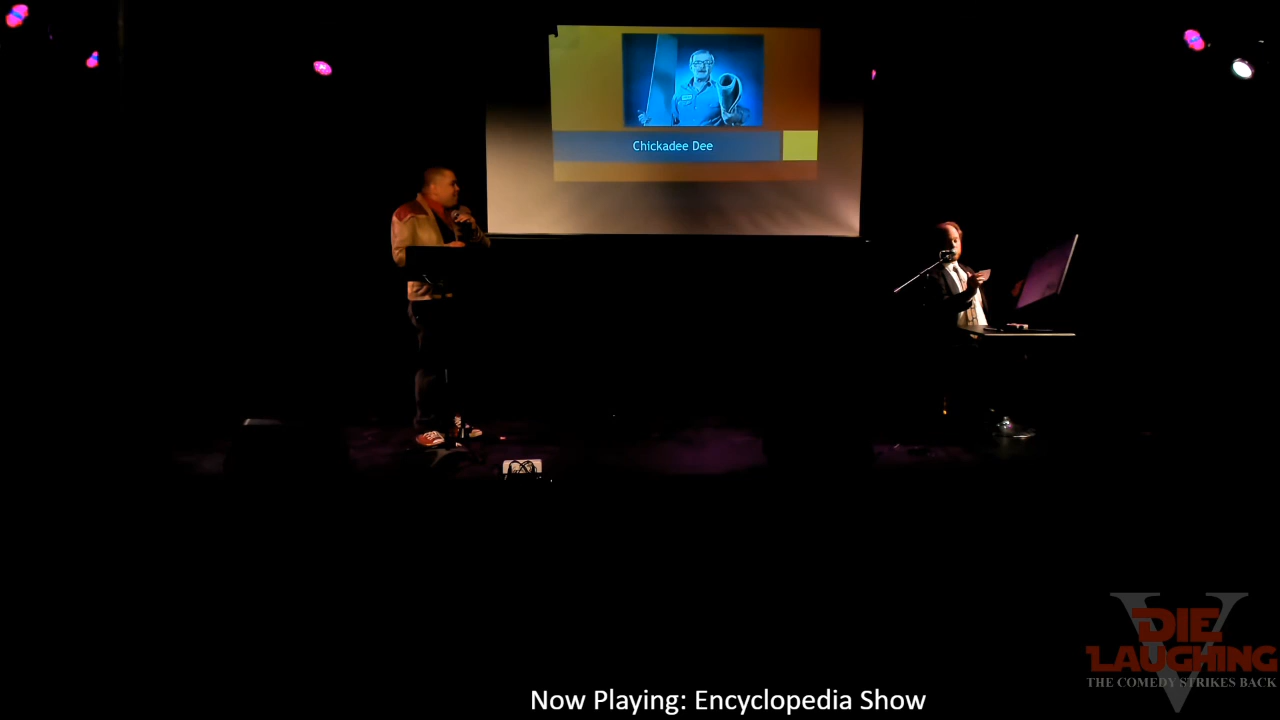 Chickadee Dee
V
DIE
LAUGHING
THE COMEDY STRIKES BACK
Now Playing: Encyclopedia Show